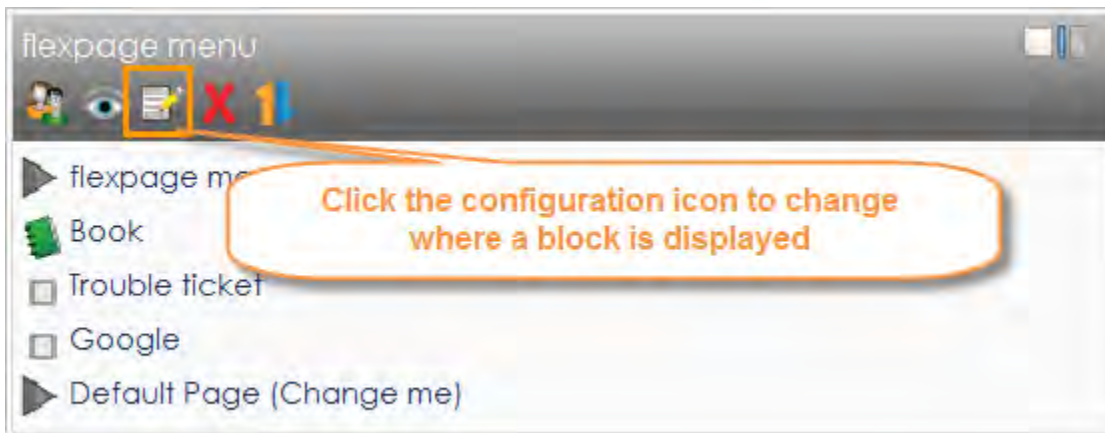 flexpage menu
flexpage me
Click the configuration icon to change
where a block is displayed
Book
Trouble ticket
Google
Default Page (Change me)